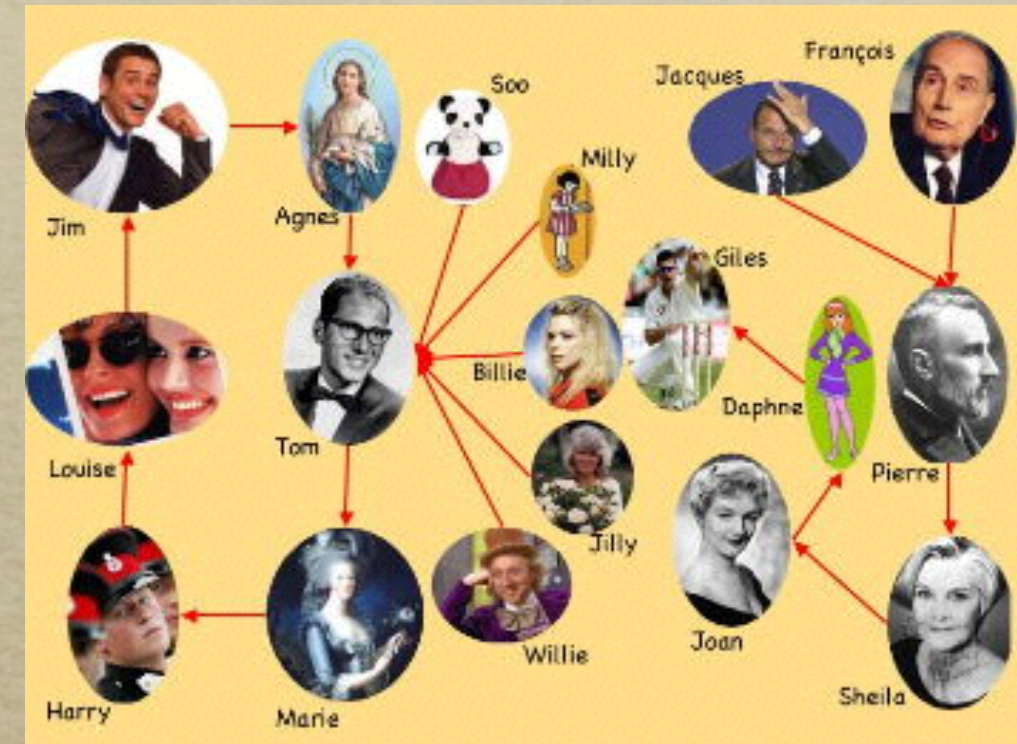 François
Jacques
Soo
Milly
Jim
Agnes
Giles
Billie
Daphne
Tom
Louise
Pierre
Jilly
Joan
Willie
Sheila
Harry
Marie